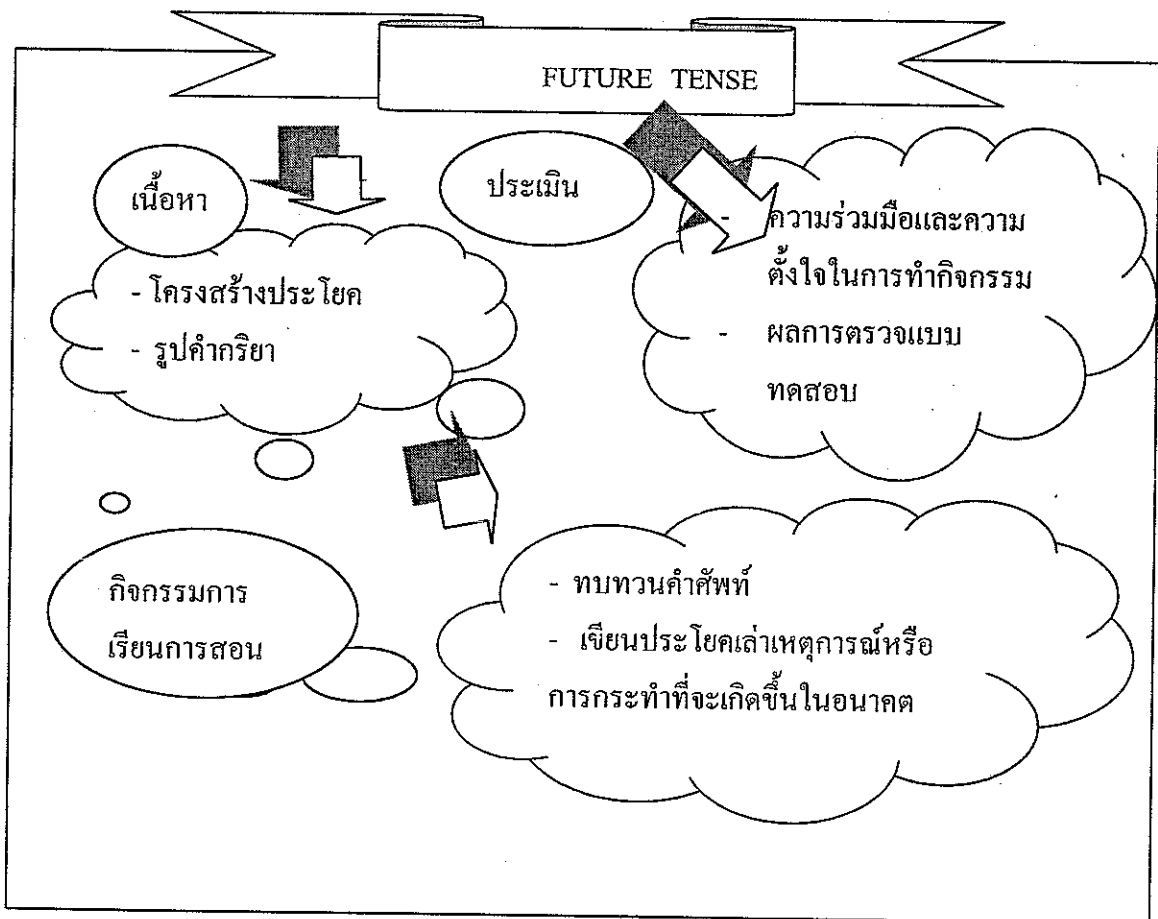 FUTURE TENSE
เนื้อหา
- โครงสร้างประโยค
- รูปคำกริยา
ประเมิน
- ความร่วมมือและความ
ตั้งใจในการทำกิจกรรม
- ผลการตรวจแบบ
ทดสอบ
กิจกรรมการ
เรียนการสอน
- ทบทวนคำศัพท์
- เขียนประโยคเล่าเหตุการณ์หรือ
การกระทำที่จะเกิดขึ้นในอนาคต